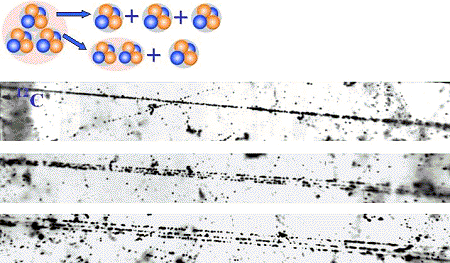 + +
+
¹²C